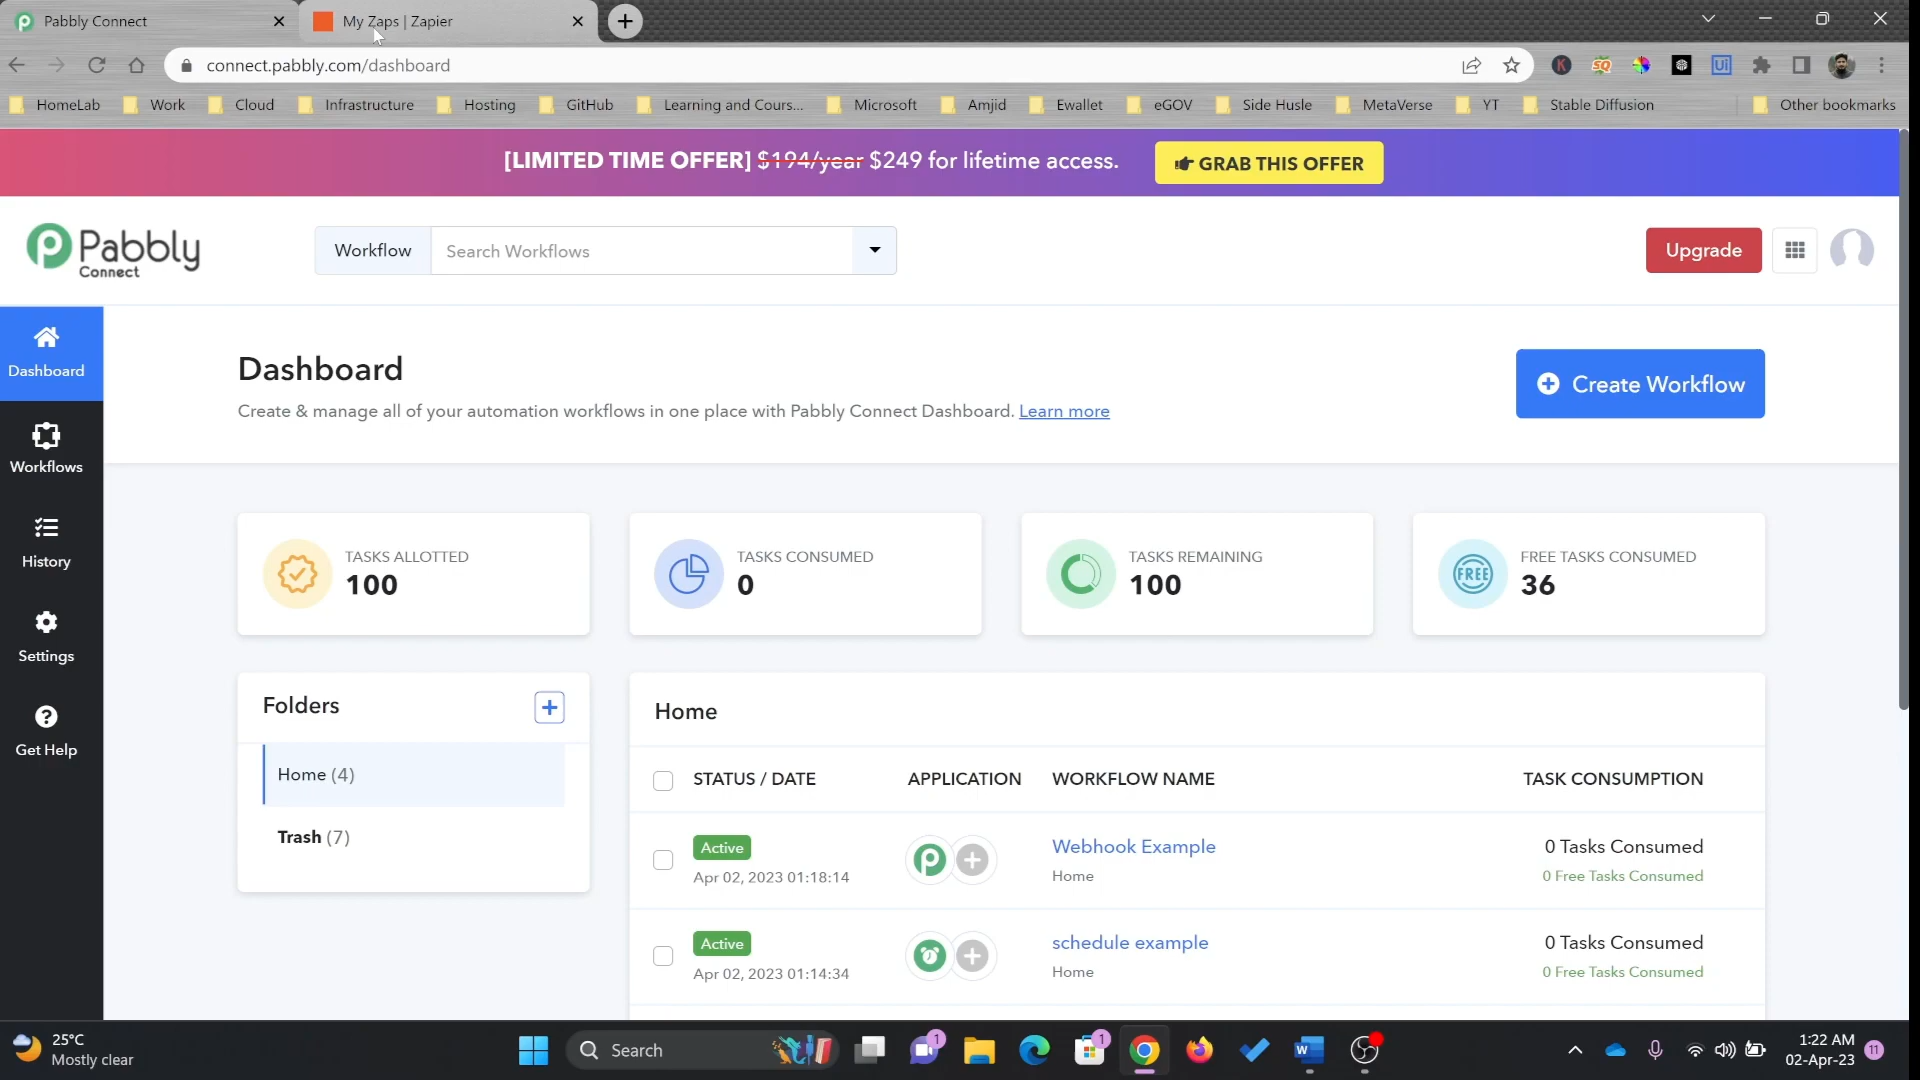 Pabbly Connect
My Zaps | Zapier
connect.pabbly.com/dashboard
HomeLab
Work
Cloud
Infrastructure
Hosting
GitHub
Learning and Cours...
Microsoft
Amjid
Ewallet
eGOV
Side Husle
MetaVerse
YT
Stable Diffusion
Other bookmarks
[LIMITED TIME OFFER] $194/year $249 for lifetime access.
GRAB THIS OFFER
Pabbly
Connect
Workflow
Search Workflows
Upgrade
Dashboard
Workflows
History
Settings
Get Help
Dashboard
Create & manage all of your automation workflows in one place with Pabbly Connect Dashboard. Learn more
Create Workflow
TASKS ALLOTTED
100
TASKS CONSUMED
0
TASKS REMAINING
100
FREE
FREE TASKS CONSUMED
36
Folders
Home (4)
Trash (7)
Home
STATUS / DATE
APPLICATION
WORKFLOW NAME
TASK CONSUMPTION
Active
Apr 02, 2023 01:18:14
Webhook Example
Home
0 Tasks Consumed
0 Free Tasks Consumed
Active
Apr 02, 2023 01:14:34
schedule example
Home
0 Tasks Consumed
0 Free Tasks Consumed
25°C
Mostly clear
Search
1
1
1:22 AM
02-Apr-23
11